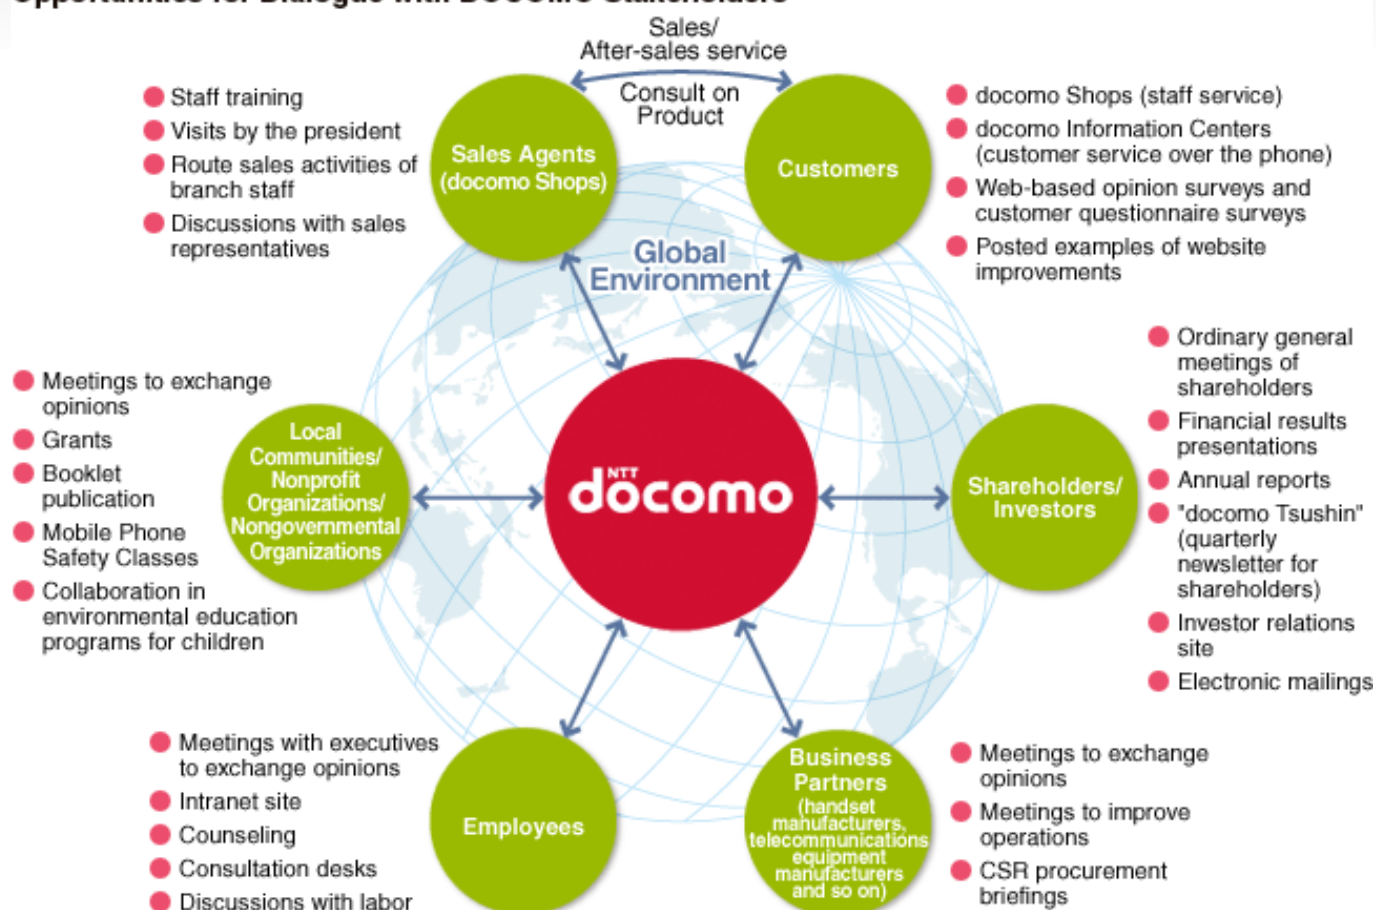 Opportunities for Dialogue with DOCOMO Stakeholders
Sales/
After-sales service
Consult on
Product
Staff training
Visits by the president
Route sales activities of
branch staff
Discussions with sales
representatives
Sales Agents
(docomo Shops)
Customers
docomo Shops (staff service)
docomo Information Centers
(customer service over the phone)
Web-based opinion surveys and
customer questionnaire surveys
Posted examples of website
improvements
Global
Environment
Meetings to exchange
opinions
Grants
Booklet
publication
Mobile Phone
Safety Classes
Collaboration in
environmental education
programs for children
Local
Communities/
Nonprofit
Organizations/
Nongovernmental
Organizations
NTT
döcomo
Shareholders/
Investors
Ordinary general
meetings of
shareholders
Financial results
presentations
Annual reports
"docomo Tsushin"
(quarterly
newsletter for
shareholders)
Investor relations
site
Electronic mailings
Meetings with executives
to exchange opinions
Intranet site
Counseling
Consultation desks
Discussions with labor
Employees
Business
Partners
(handset
manufacturers,
telecommunications
equipment
manufacturers
and so on)
Meetings to exchange
opinions
Meetings to improve
operations
CSR procurement
briefings